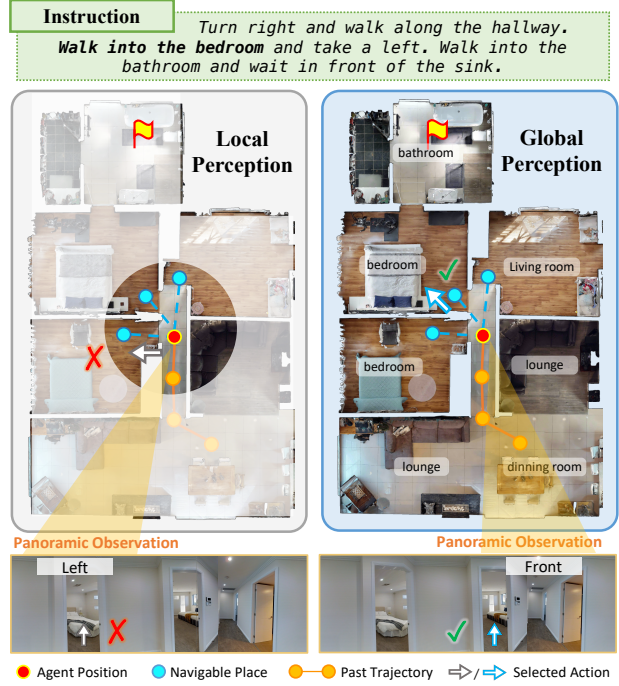 Instruction
Turn right and walk along the hallway.
Walk into the bedroom and take a left. Walk into the
bathroom and wait in front of the sink.
Local
Perception
Global
Perception
bathroom
bedroom
Living room
bedroom
lounge
lounge
dinning room
Panoramic Observation
Panoramic Observation
Left
Front
Agent Position
Navigable Place
Past Trajectory
/
Selected Action